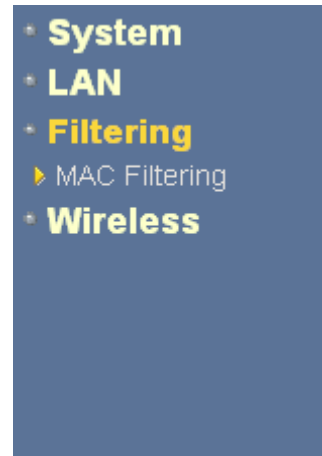 System
LAN
Filtering
MAC Filtering
Wireless